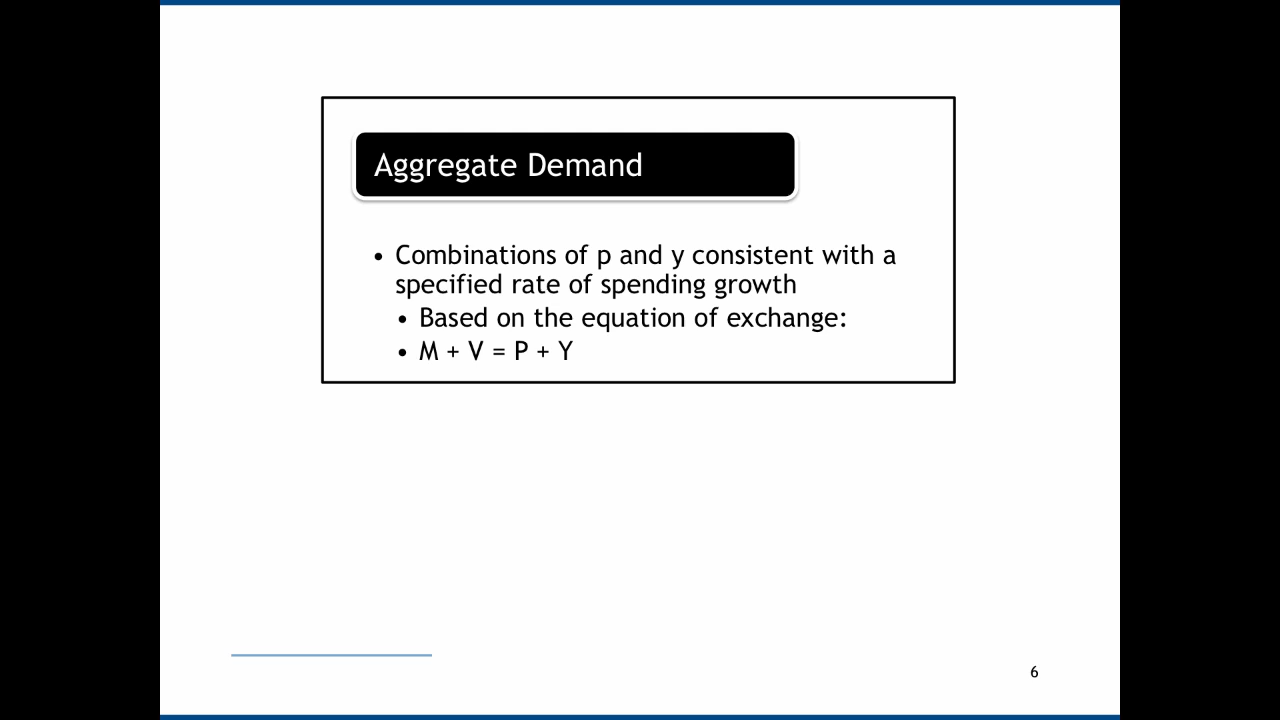 Aggregate Demand
• Combinations of p and y consistent with a
specified rate of spending growth
• Based on the equation of exchange:
• M + V = P + Y
6